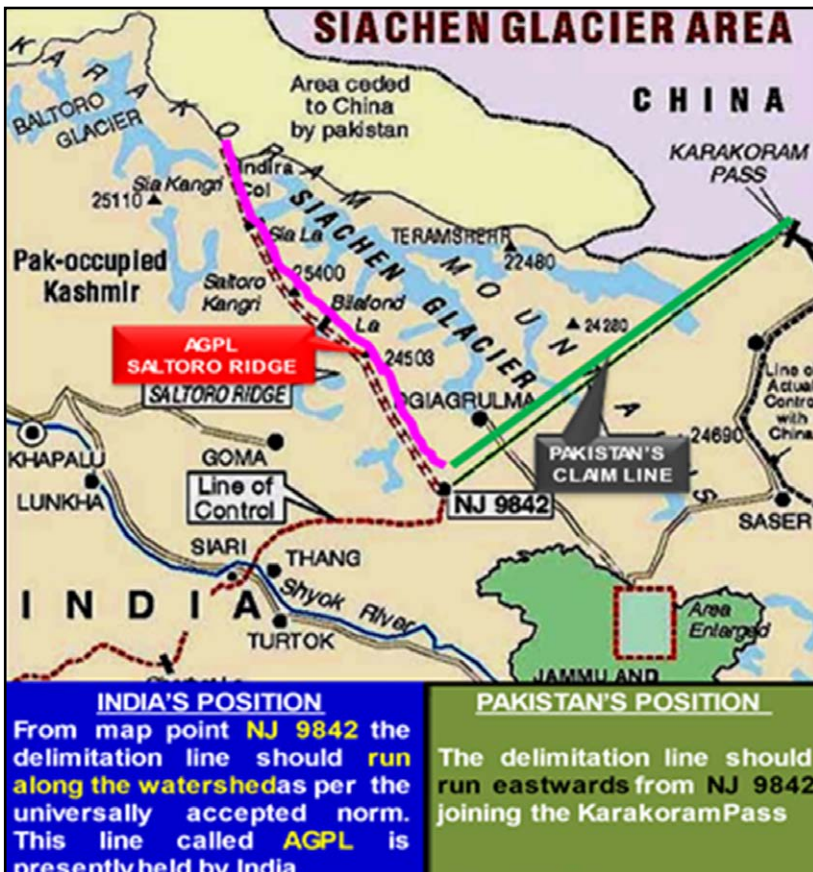 SIACHEN GLACIER AREA
KARAKORAM
BALTORO
GLACIER
Area ceded
to China
by pakistan
CHINA
KARAKORAM
PASS
Indira
Col
Sia Kangri
25110
Sia La
SIACHEN GLACIER
TERAMSHERR
22480
MOUN A S
Pak-occupied
Kashmir
Saltoro
Kangri
25400
Bilafond
La
24280
AGPL
SALTORO RIDGE
SALTORO RIDGE
24503
Line of
Actual
Control
with
China
OGIAGRULMA
KHAPALU
GOMA
24690
PAKISTAN'S
CLAIM LINE
LUNKHA
Line of
Control
NJ 9842
SASER
SIARI
THANG
INDIA
Shyok River
TURTOK
Area
Enlarged
JAMMU AND
INDIA'S POSITION
From map point NJ 9842 the
delimitation line should run
along the watershedas per the
universally accepted norm.
This line called AGPL is
presentlyheld by India
PAKISTAN'S POSITION
The delimitation line should
run eastwards from NJ 9842
joining the KarakoramPass